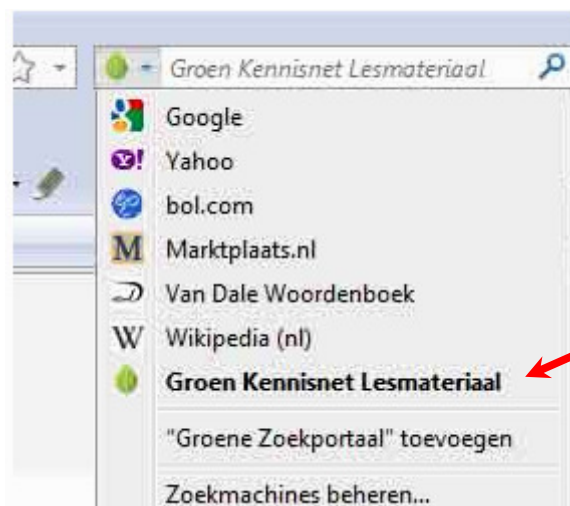 Groen Kennisnet Lesmateriaal
Google
Y! Yahoo
bol.com
M Marktplaats.nl
Van Dale Woordenboek
W Wikipedia (nl)
Groen Kennisnet Lesmateriaal
"Groene Zoekportaal" toevoegen
Zoekmachines beheren...